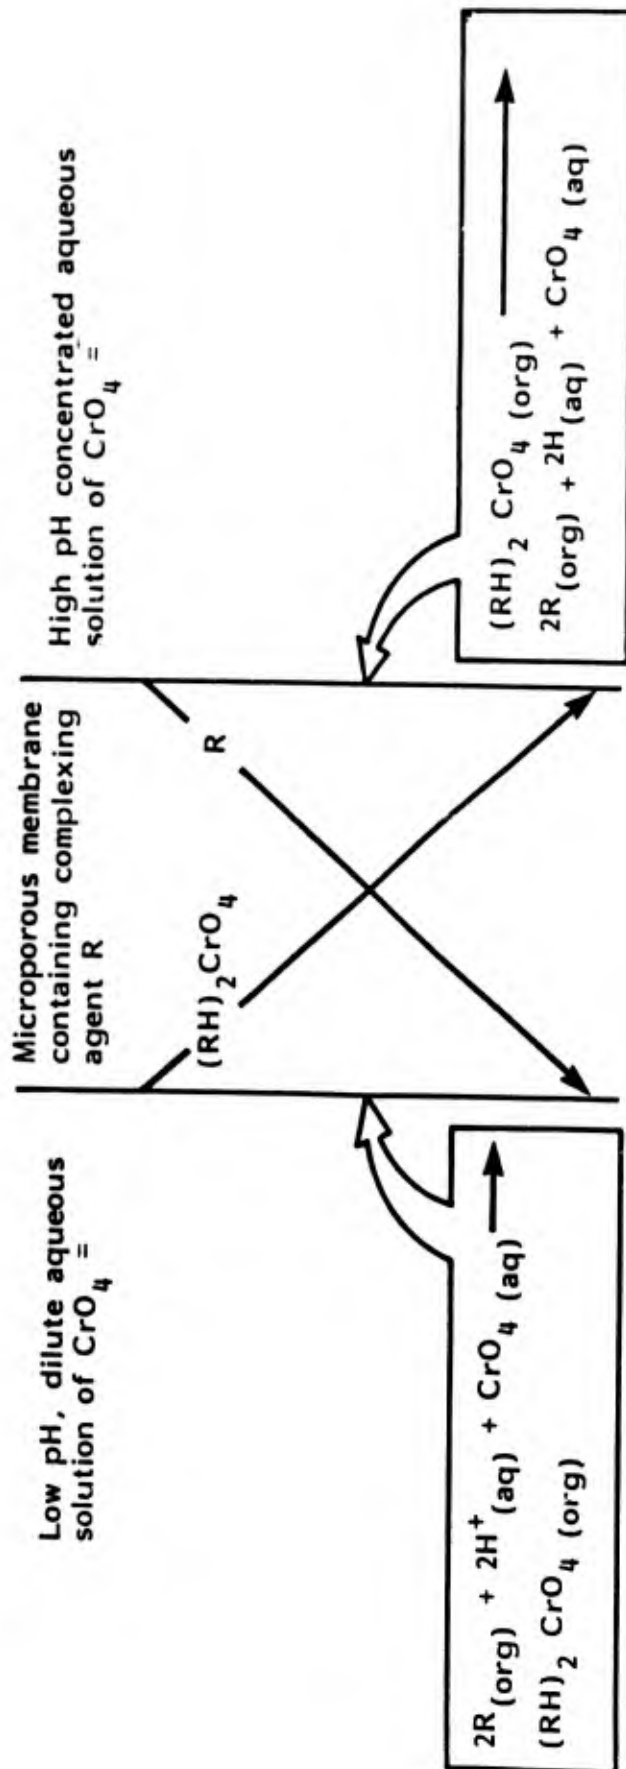 Low pH, dilute aqueous
solution of CrO₄ =
Microporous membrane
containing complexing
agent R
High pH concentrated aqueous
solution of CrO₄ =
(RH)₂CrO₄
R
2R(org) + 2H⁺(aq) + CrO₄ (aq) →
(RH)₂ CrO₄ (org)
(RH)₂ CrO₄ (org) →
2R(org) + 2H(aq) + CrO₄ (aq)